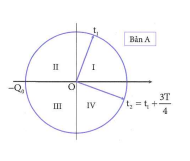 t₁
Bản A
II
I
−Q₀
O
III
IV
t₂ = t₁ + 3T/4